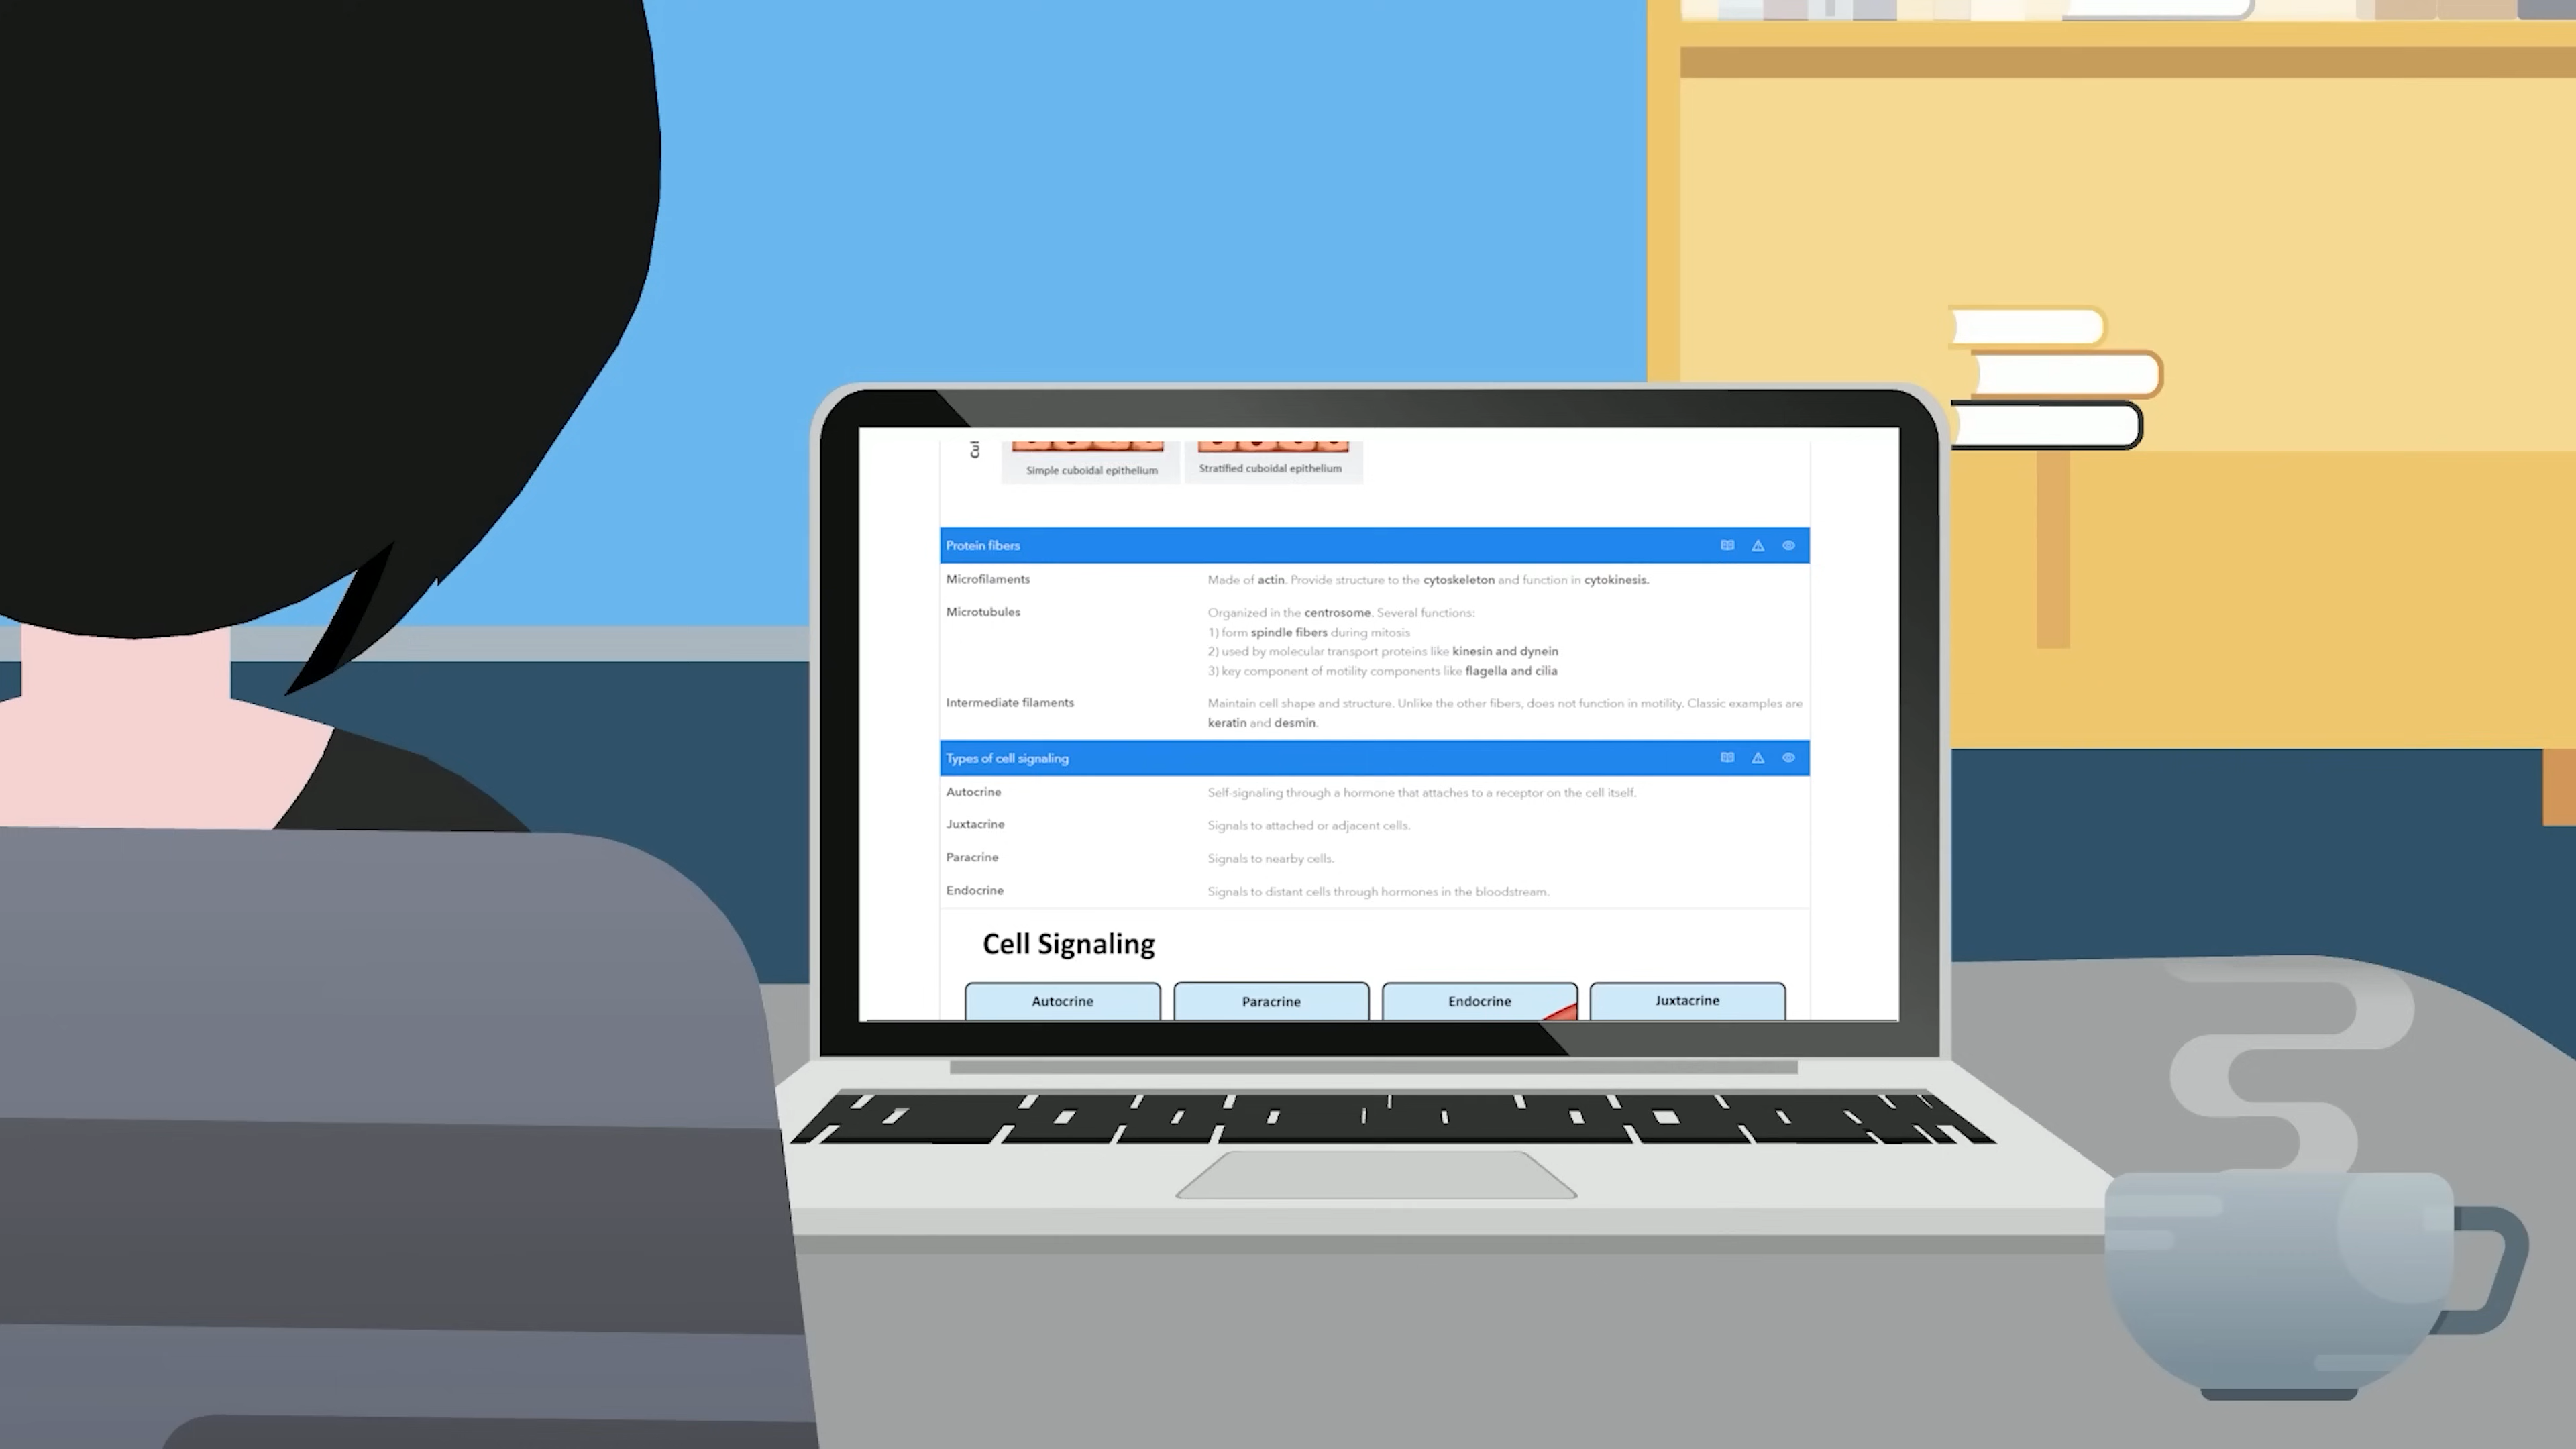 Cul
Simple cuboidal epithelium
Stratified cuboidal epithelium
Protein fibers
Microfilaments
Made of actin. Provide structure to the cytoskeleton and function in cytokinesis.
Microtubules
Organized in the centrosome. Several functions:
1) form spindle fibers during mitosis
2) used by molecular transport proteins like kinesin and dynein
3) key component of motility components like flagella and cilia
Intermediate filaments
Maintain cell shape and structure. Unlike the other fibers, does not function in motility. Classic examples are
keratin and desmin.
Types of cell signaling
Autocrine
Self-signaling through a hormone that attaches to a receptor on the cell itself.
Juxtacrine
Signals to attached or adjacent cells.
Paracrine
Signals to nearby cells.
Endocrine
Signals to distant cells through hormones in the bloodstream.
Cell Signaling
Autocrine
Paracrine
Endocrine
Juxtacrine